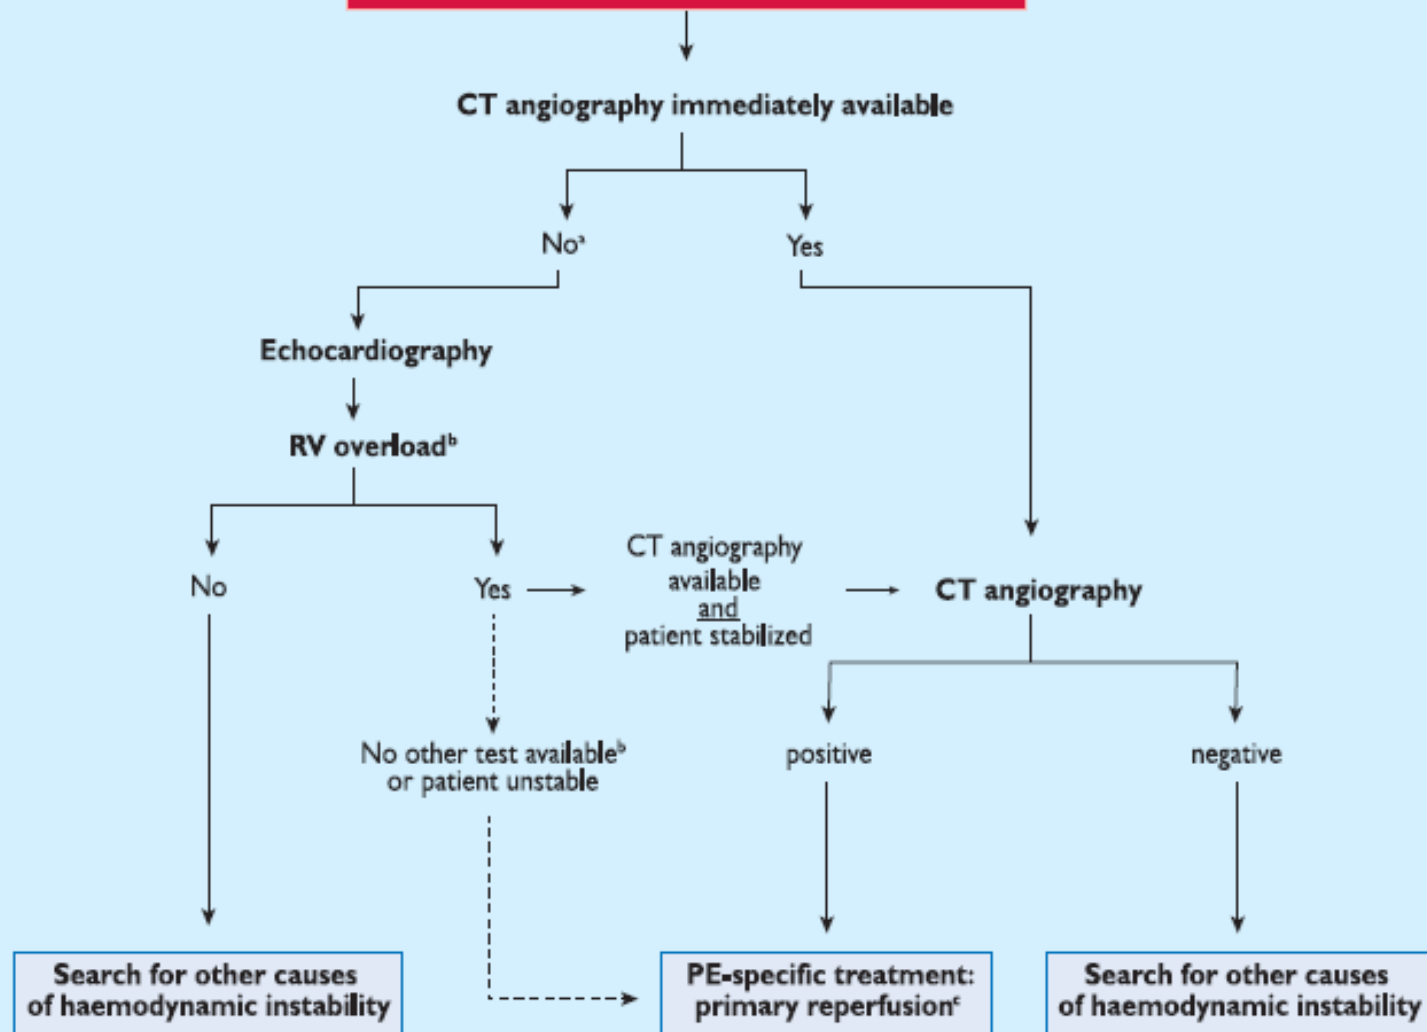 CT angiography immediately available
Noᵃ
Yes
Echocardiography
RV overloadᵇ
No
Yes
CT angiography
available
and
patient stabilized
CT angiography
No other test availableᵇ
or patient unstable
positive
negative
Search for other causes
of haemodynamic instability
PE-specific treatment:
primary reperfusionᶜ
Search for other causes
of haemodynamic instability